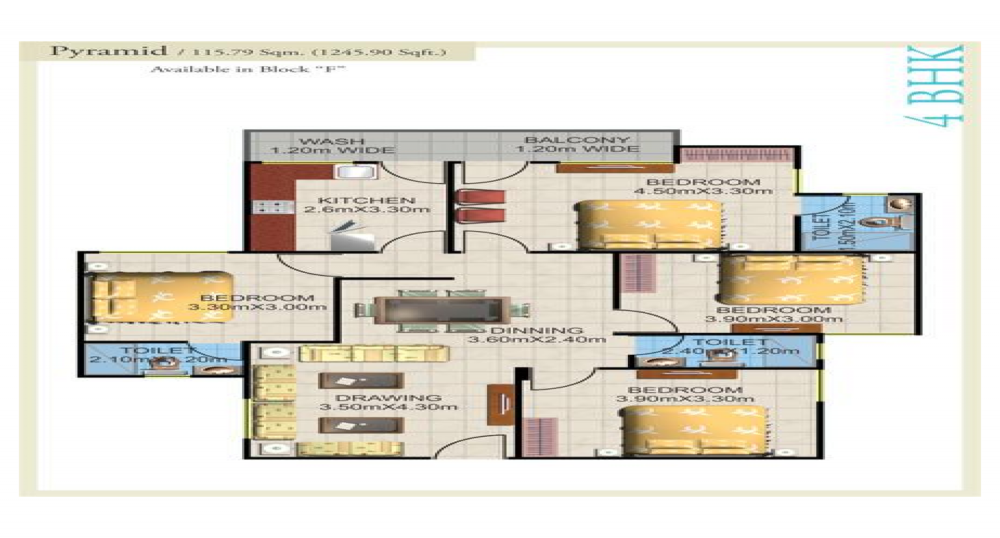 Pyramid / 115.79 Sqm. (1245.90 Sqft.)
Available in Block "F"
4 BHK
WASH
1.20m WIDE
BALCONY
1.20m WIDE
KITCHEN
2.6mX3.30m
BEDROOM
4.50mX3.30m
TOILET
1.50mX2.10m
BEDROOM
3.30mX3.00m
BEDROOM
3.90mX3.00m
DINNING
3.60mX2.40m
TOILET
2.10m 20m
TOILET
2.40 X1.20m
DRAWING
3.50mX4.30m
BEDROOM
3.90mX3.30m